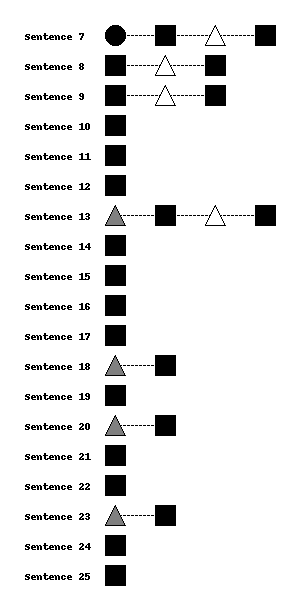 Sentence 7
Sentence 8
Sentence 9
Sentence 10
Sentence 11
Sentence 12
Sentence 13
Sentence 14
Sentence 15
Sentence 16
Sentence 17
Sentence 18
Sentence 19
Sentence 20
Sentence 21
Sentence 22
Sentence 23
Sentence 24
Sentence 25